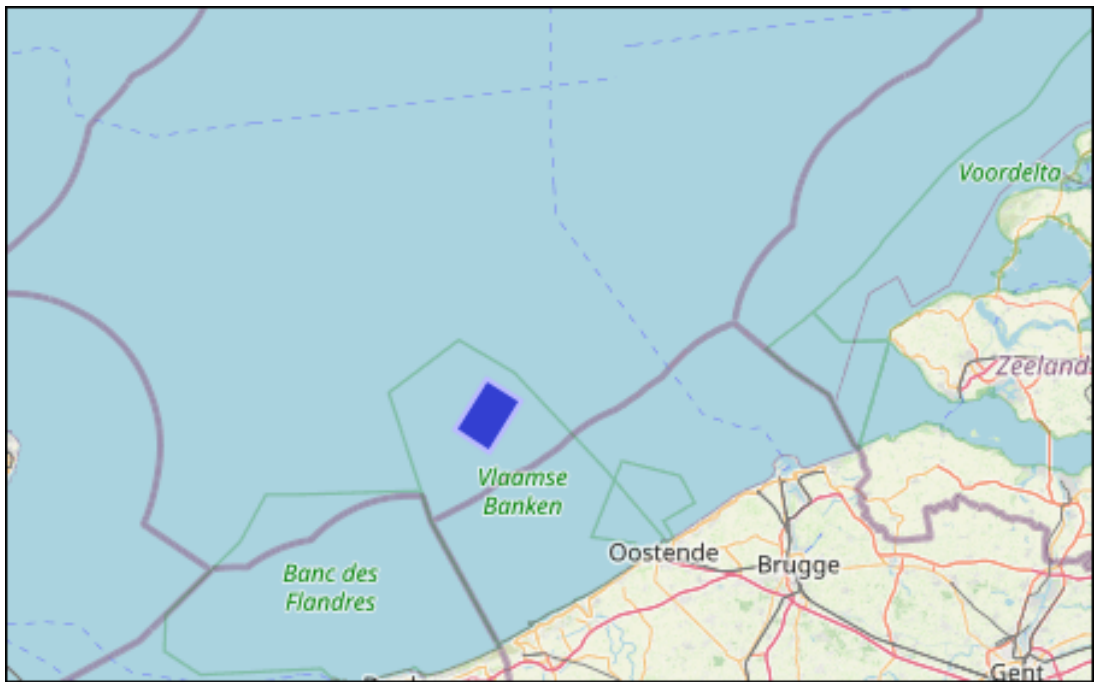 Voordelta
Zeeland
Vlaamse
Banken
Oostende
Brugge
Banc des
Flandres
Gent